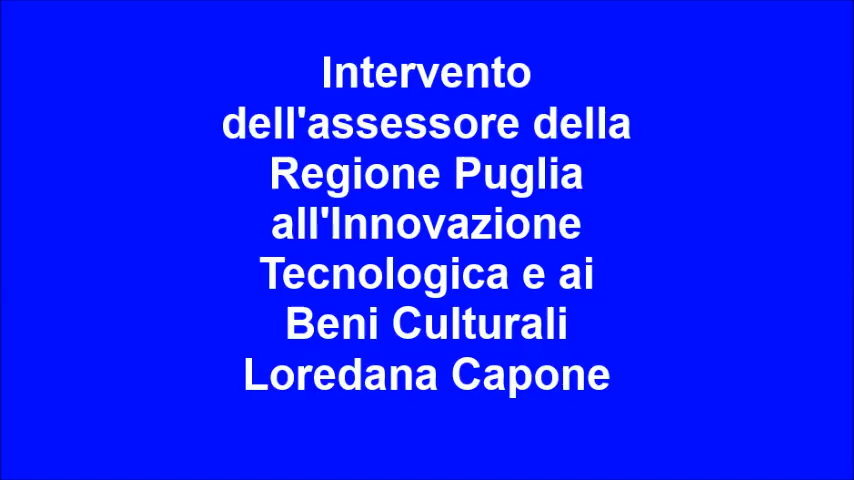 Intervento
dell'assessore della
Regione Puglia
all'Innovazione
Tecnologica e ai
Beni Culturali
Loredana Capone